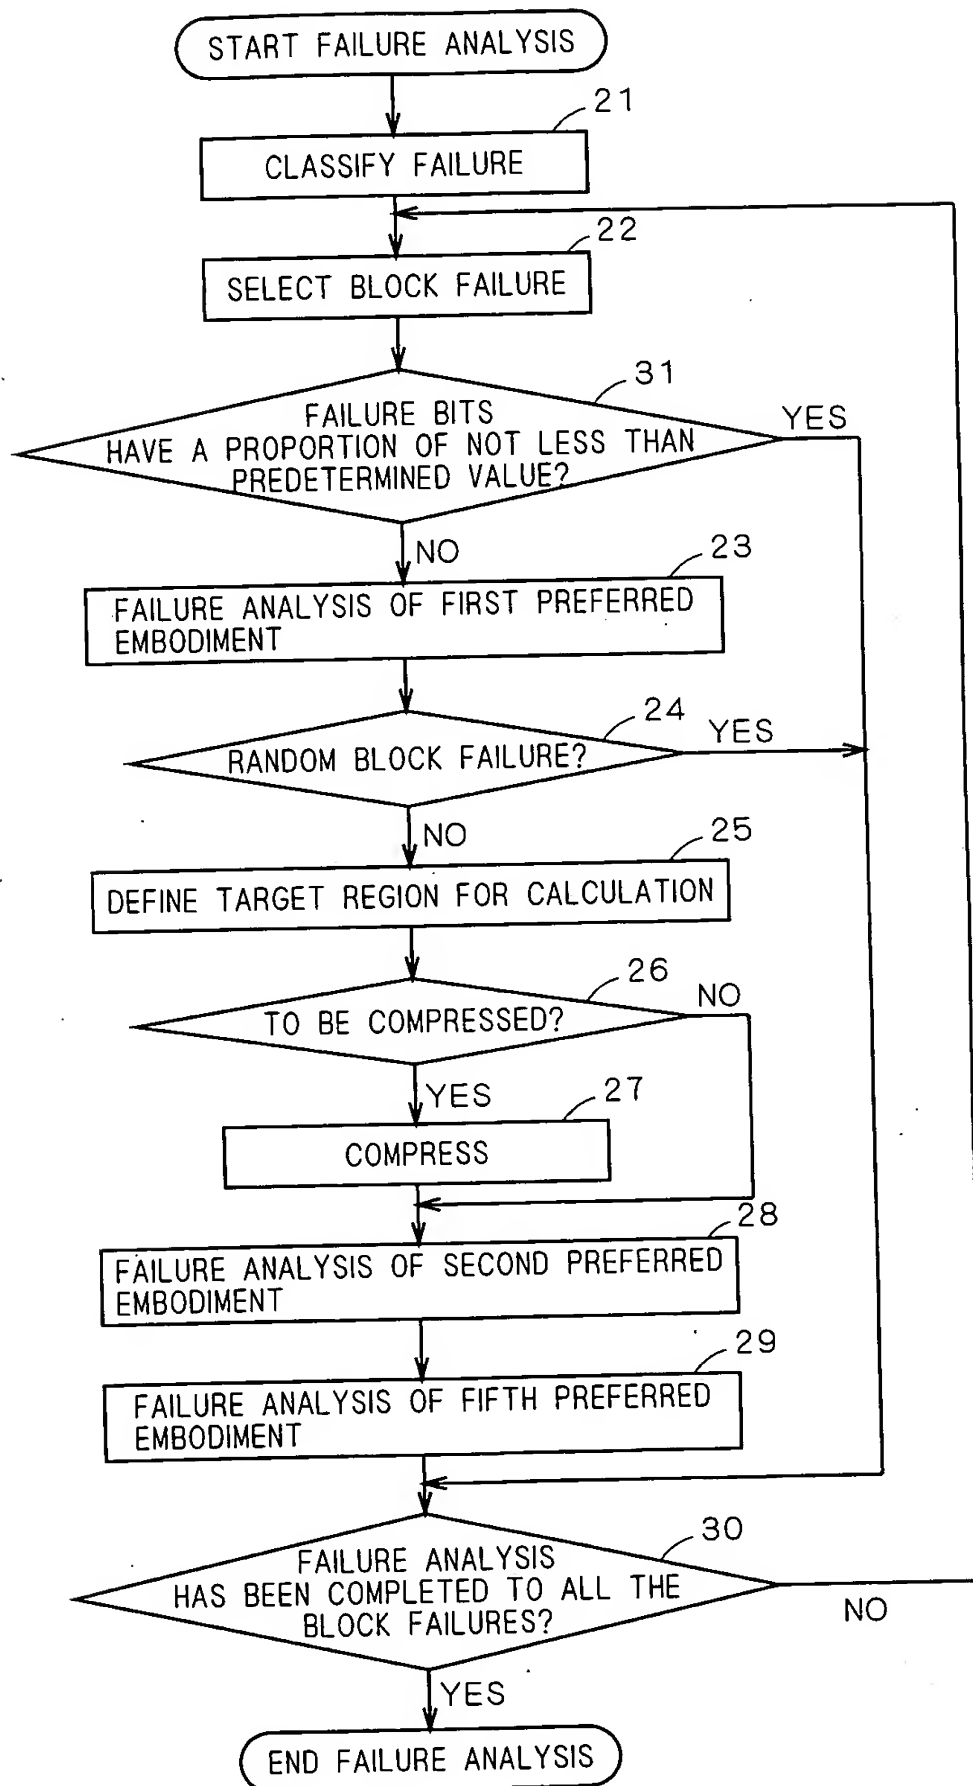 START FAILURE ANALYSIS
21
CLASSIFY FAILURE
22
SELECT BLOCK FAILURE
31
FAILURE BITS
HAVE A PROPORTION OF NOT LESS THAN
PREDETERMINED VALUE?
YES
NO
23
FAILURE ANALYSIS OF FIRST PREFERRED
EMBODIMENT
24
RANDOM BLOCK FAILURE?
YES
NO
25
DEFINE TARGET REGION FOR CALCULATION
26
TO BE COMPRESSED?
NO
YES
27
COMPRESS
28
FAILURE ANALYSIS OF SECOND PREFERRED
EMBODIMENT
29
FAILURE ANALYSIS OF FIFTH PREFERRED
EMBODIMENT
30
FAILURE ANALYSIS
HAS BEEN COMPLETED TO ALL THE
BLOCK FAILURES?
NO
YES
END FAILURE ANALYSIS